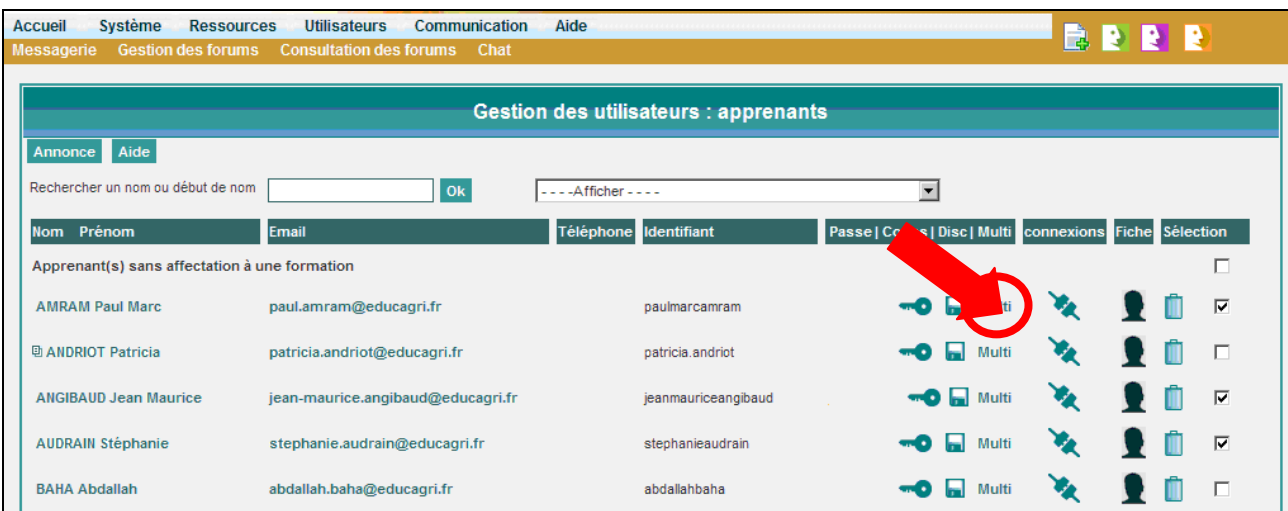 Accueil Système Ressources Utilisateurs Communication Aide
Messagerie Gestion des forums Consultation des forums Chat
Gestion des utilisateurs : apprenants
Annonce Aide
Rechercher un nom ou début de nom Ok - - - -Afficher - - - -
Nom Prénom Email Téléphone Identifiant Passe | | Disc | Multi connexions Fiche Sélection
Apprenant(s) sans affectation à une formation
AMRAM Paul Marc paul.amram@educagri.fr paulmarcamram
ANDRIOT Patricia patricia.andriot@educagri.fr patricia.andriot Multi
ANGIBAUD Jean Maurice jean-maurice.angibaud@educagri.fr jeanmauriceangibaud Multi
AUDRAIN Stéphanie stephanie.audrain@educagri.fr stephanieaudrain Multi
BAHA Abdallah abdallah.baha@educagri.fr abdallahbaha Multi